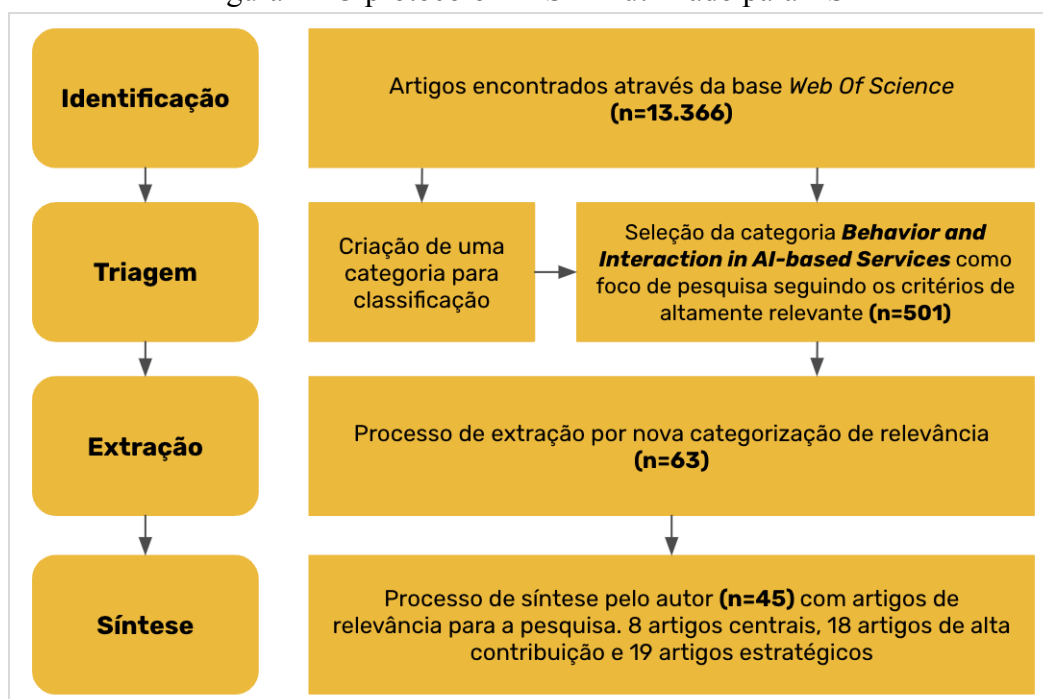 Identificação
Artigos encontrados através da base Web Of Science
(n=13.366)
Triagem
Criação de uma
categoria para
classificação
Seleção da categoria Behavior and
Interaction in AI-based Services como
foco de pesquisa seguindo os critérios de
altamente relevante (n=501)
Extração
Processo de extração por nova categorização de relevância
(n=63)
Síntese
Processo de síntese pelo autor (n=45) com artigos de
relevância para a pesquisa. 8 artigos centrais, 18 artigos de alta
contribuição e 19 artigos estratégicos